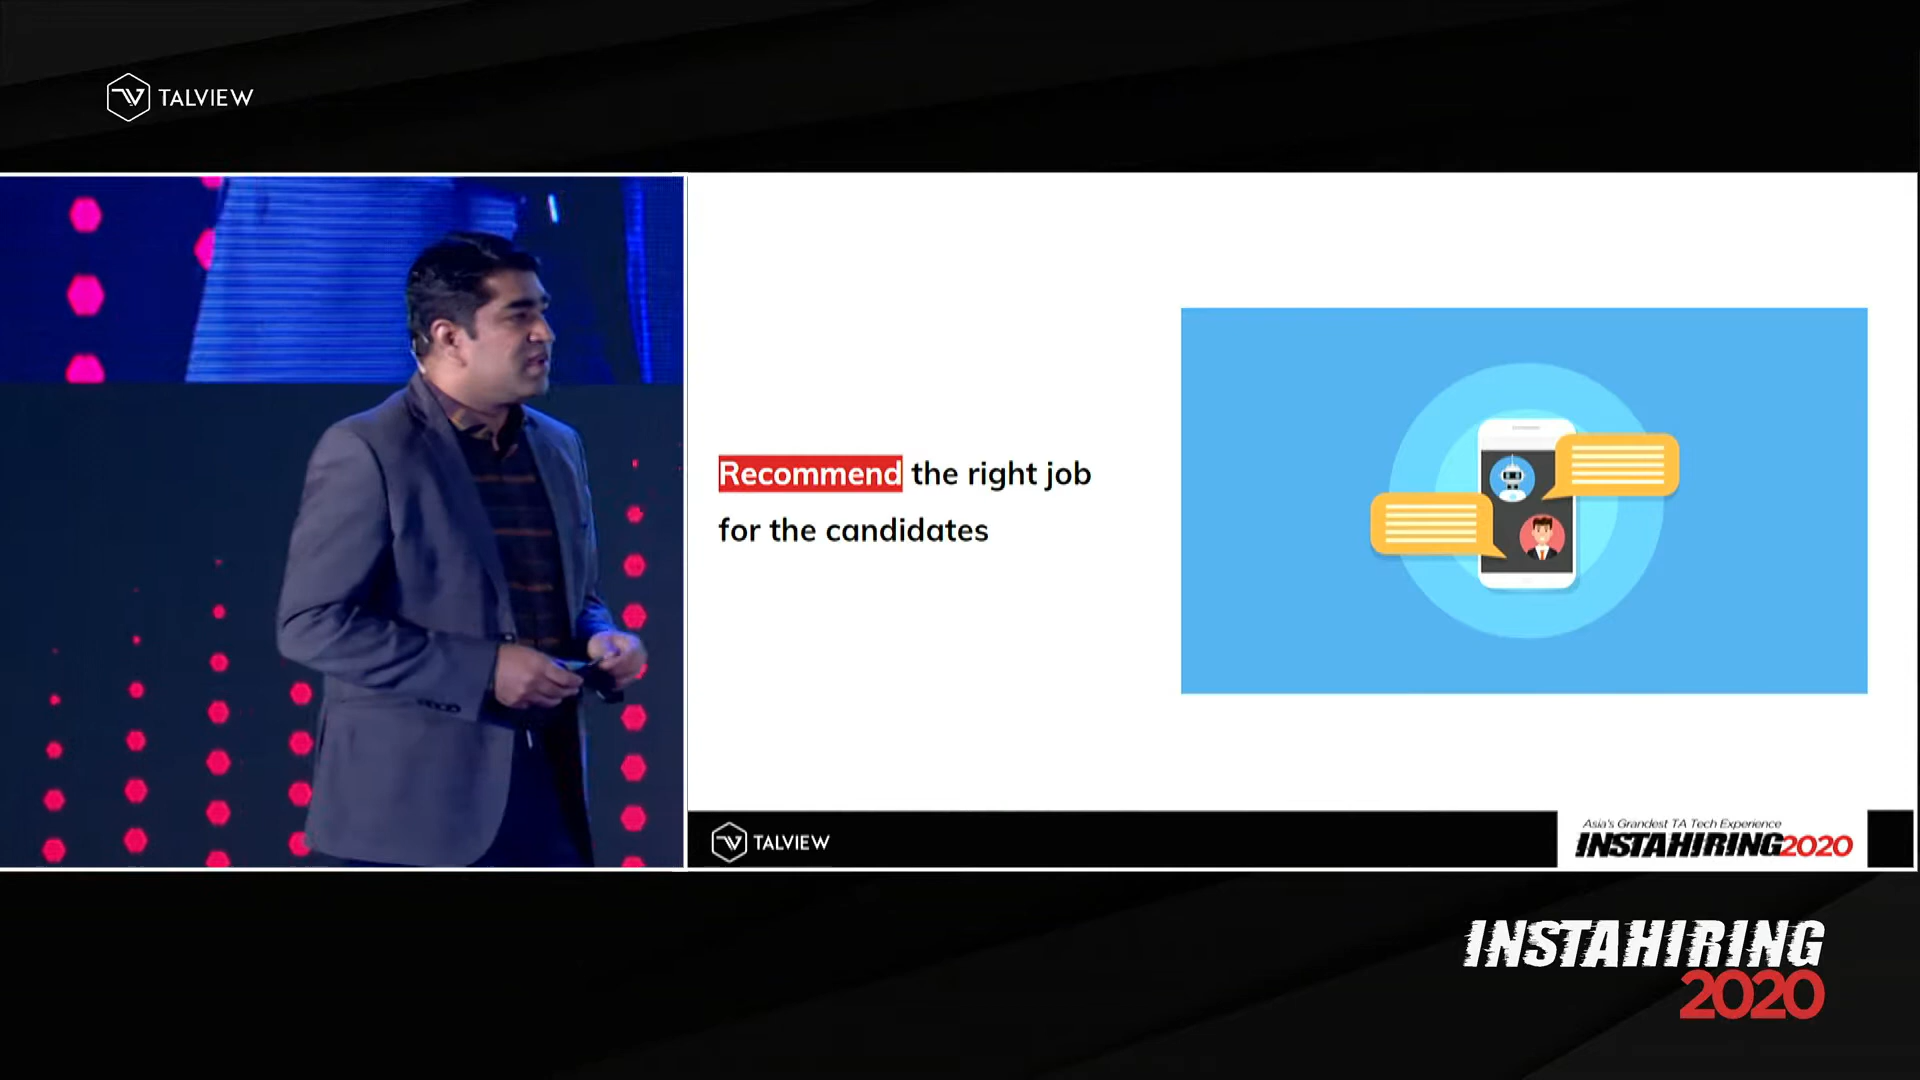 TALVIEW
Recommend the right job
for the candidates
TALVIEW
Asia's Grandest TA Tech Experience
INSTAHIRING2020
INSTAHIRING
2020